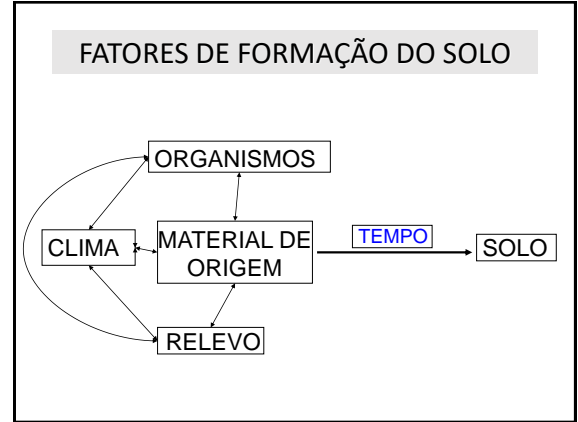 FATORES DE FORMAÇÃO DO SOLO
ORGANISMOS
CLIMA
MATERIAL DE
ORIGEM
TEMPO
SOLO
RELEVO